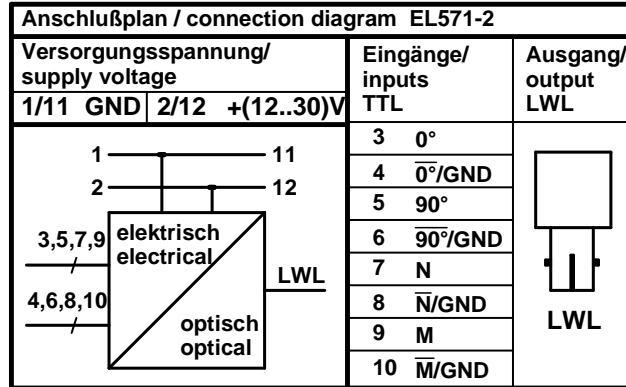 Anschlußplan / connection diagram EL571-2
Versorgungsspannung/
supply voltage
1/11 GND 2/12 +(12..30)V
Eingänge/
inputs
TTL
Ausgang/
output
LWL
1 11
2 12
3,5,7,9
4,6,8,10
elektrisch
electrical
optisch
optical
LWL
3 0°
4 0̅°̅/GND
5 90°
6 9̅0̅°̅/GND
7 N
8 N̅/GND
9 M
10 M̅/GND
LWL